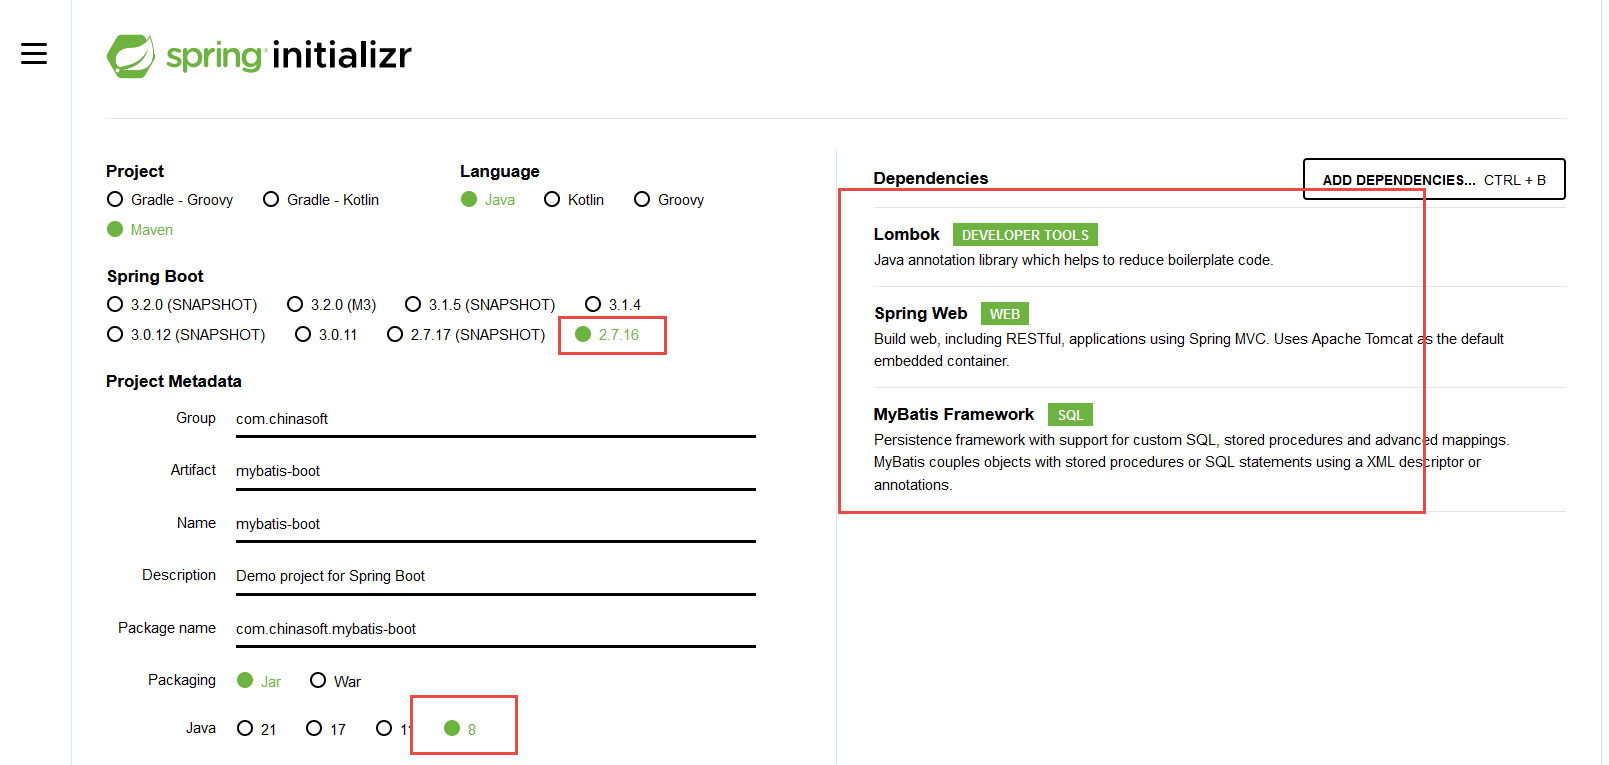 spring initializr
Project
Gradle - Groovy Gradle - Kotlin
Maven
Language
Java Kotlin Groovy
Spring Boot
3.2.0 (SNAPSHOT) 3.2.0 (M3) 3.1.5 (SNAPSHOT) 3.1.4
3.0.12 (SNAPSHOT) 3.0.11 2.7.17 (SNAPSHOT) 2.7.16
Project Metadata
Group com.chinasoft
Artifact mybatis-boot
Name mybatis-boot
Description Demo project for Spring Boot
Package name com.chinasoft.mybatis-boot
Packaging Jar War
Java 21 17 8
Dependencies
ADD DEPENDENCIES... CTRL + B
Lombok DEVELOPER TOOLS
Java annotation library which helps to reduce boilerplate code.
Spring Web WEB
Build web, including RESTful, applications using Spring MVC. Uses Apache Tomcat as the default
embedded container.
MyBatis Framework SQL
Persistence framework with support for custom SQL, stored procedures and advanced mappings.
MyBatis couples objects with stored procedures or SQL statements using a XML descriptor or
annotations.